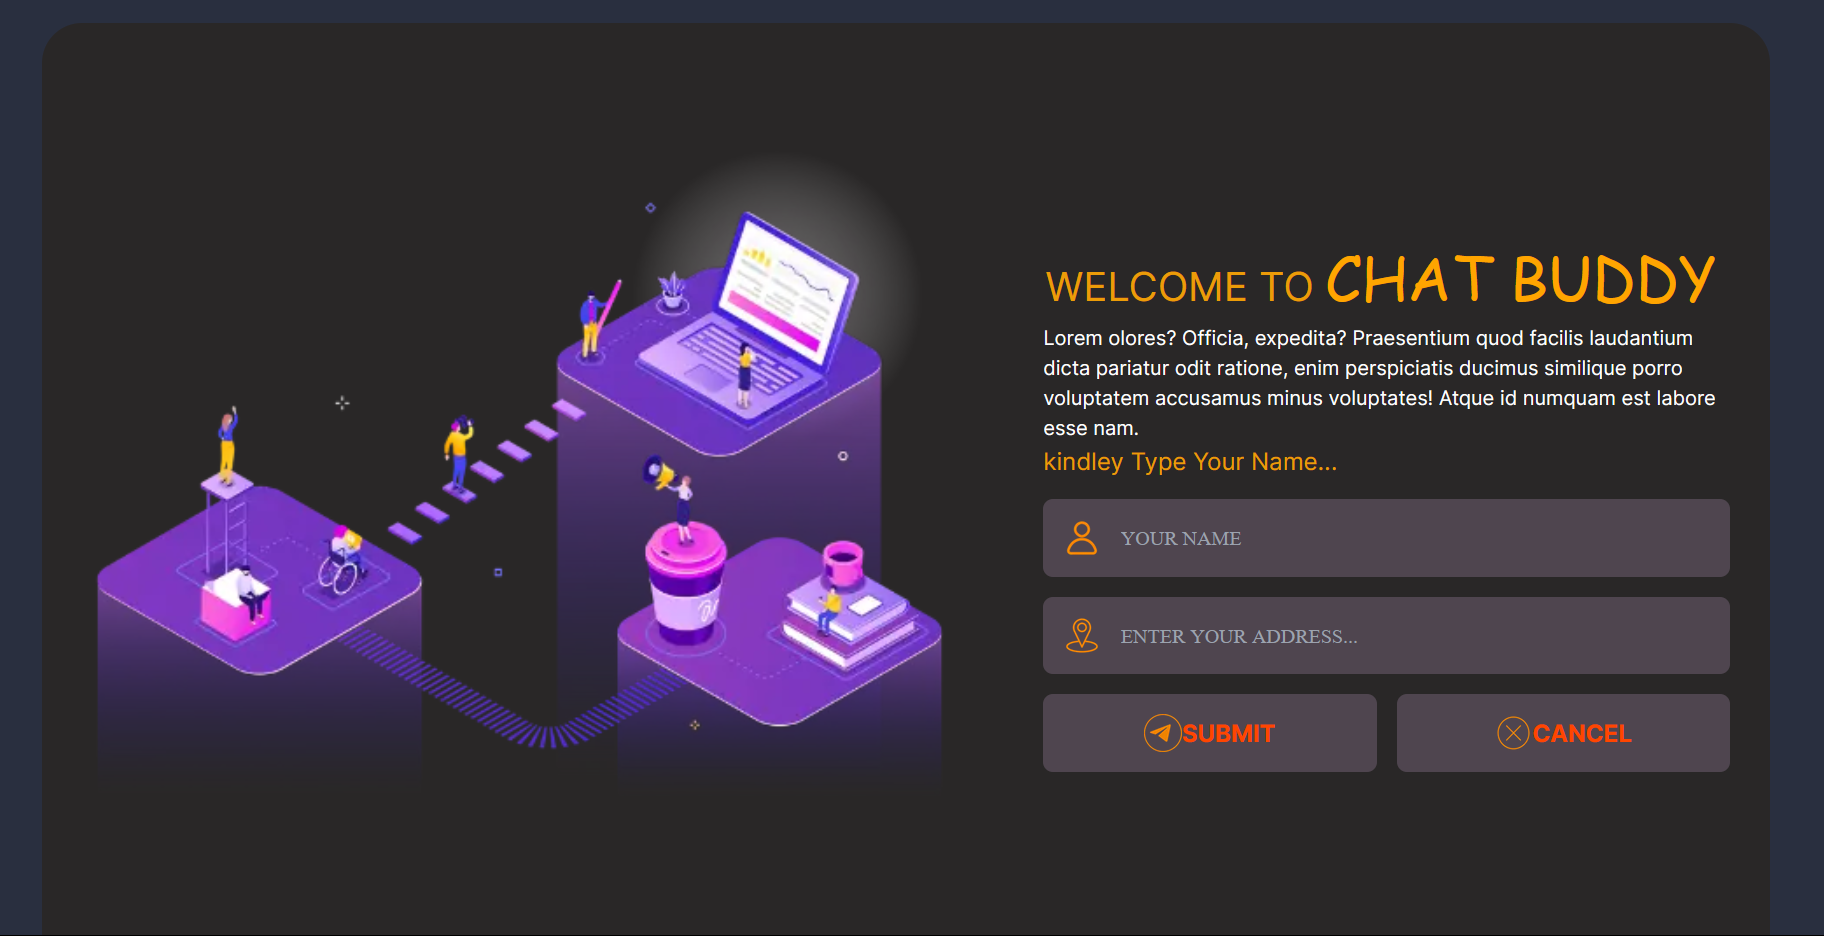 WELCOME TO CHAT BUDDY
Lorem olores? Officia, expedita? Praesentium quod facilis laudantium
dicta pariatur odit ratione, enim perspiciatis ducimus similique porro
voluptatem accusamus minus voluptates! Atque id numquam est labore
esse nam.
kindley Type Your Name...
YOUR NAME
ENTER YOUR ADDRESS...
SUBMIT
CANCEL